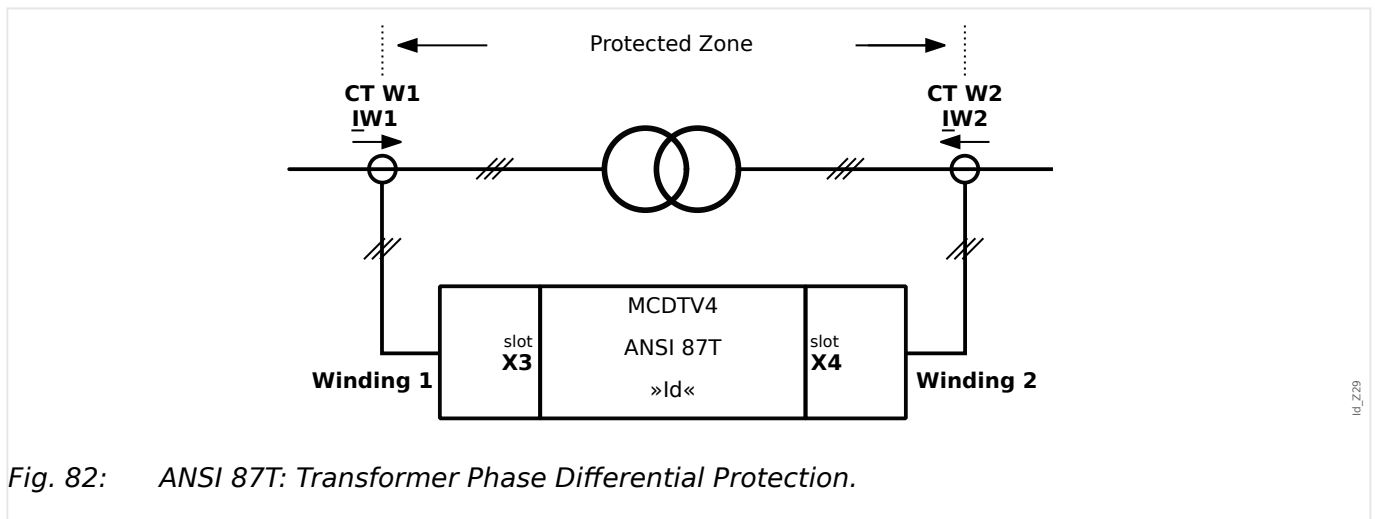 Protected Zone
CT W1
IW1
CT W2
IW2
MCDTV4
slot
X3
ANSI 87T
slot
X4
»Id«
Winding 1
Winding 2
Id_Z29
Fig. 82: ANSI 87T: Transformer Phase Differential Protection.